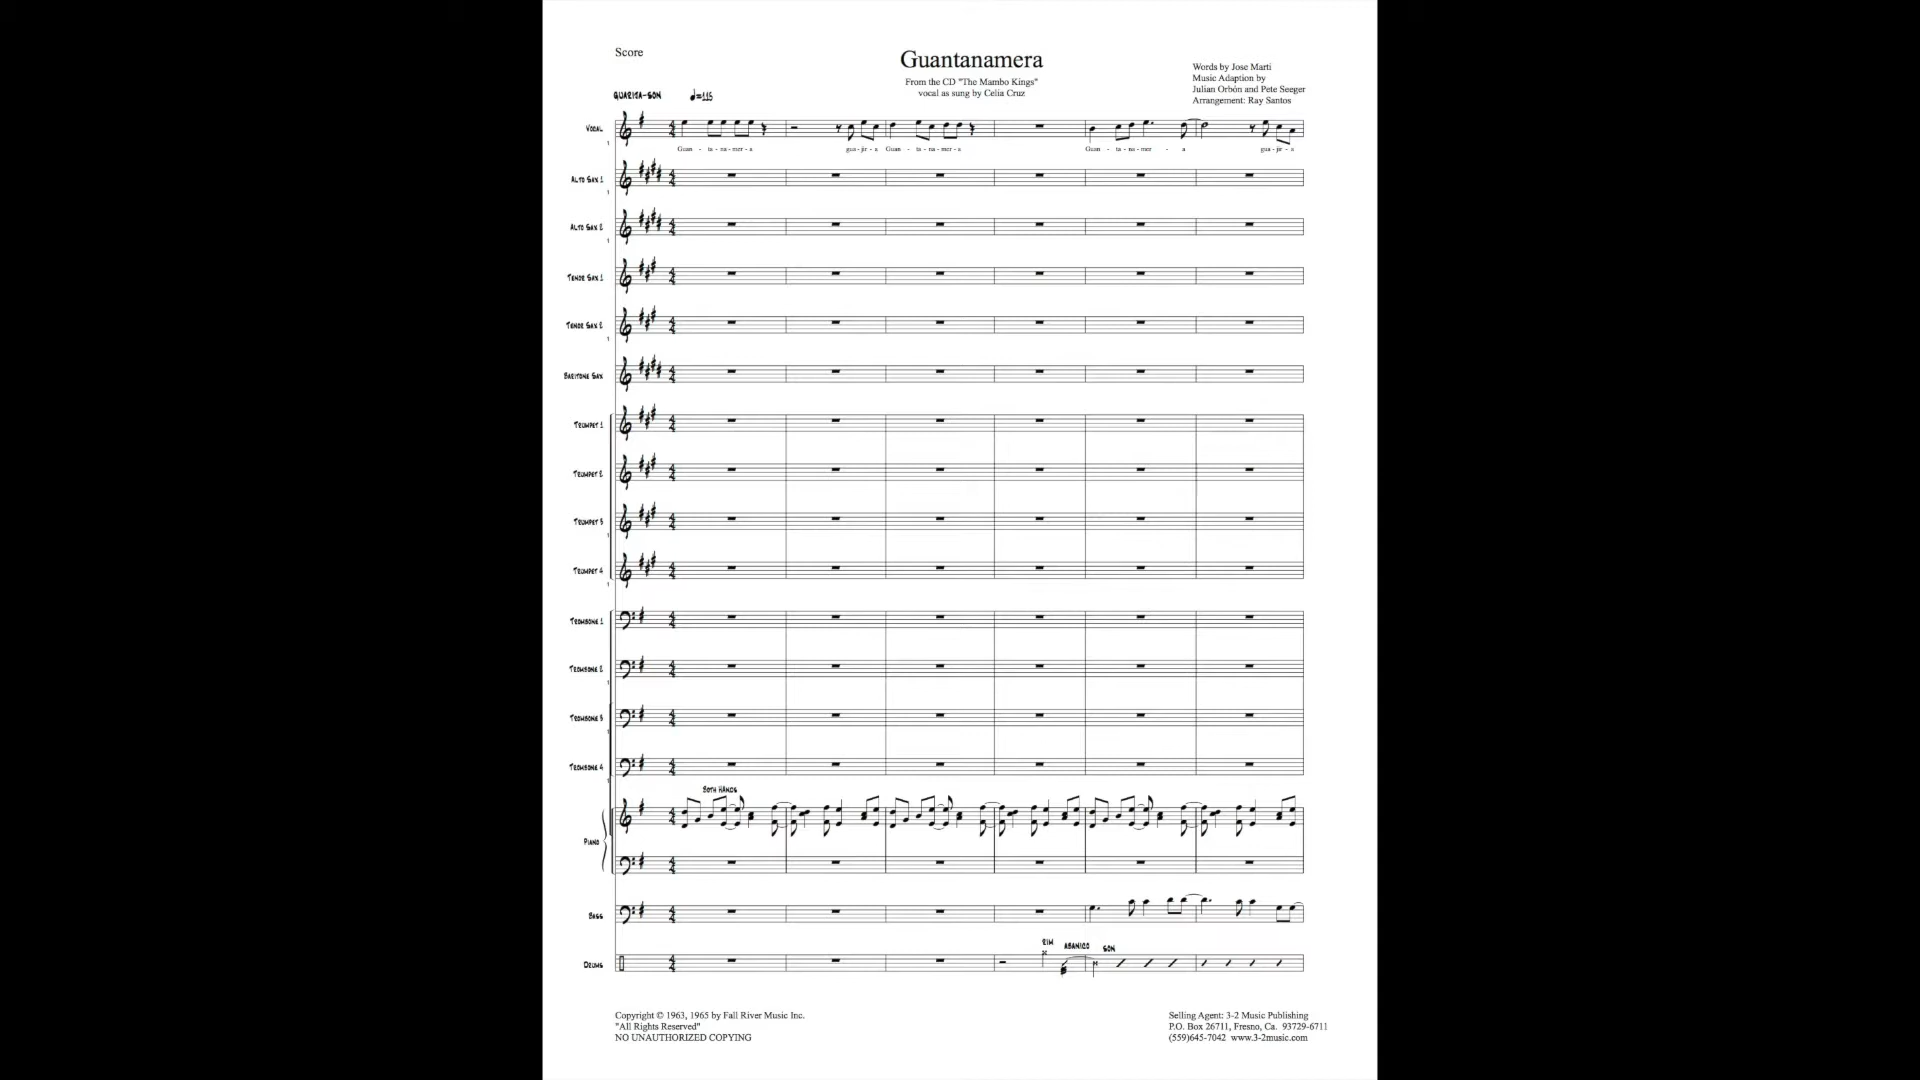 Score
Guantanamera
From the CD "The Mambo Kings"
vocal as sung by Celia Cruz
Words by Jose Marti
Music Adaption by
Julian Orbón and Pete Seeger
Arrangement: Ray Santos
♩=115
Vocal
Guan - ta - na - mer - a gua - jir - a Guan - ta - na - mer - a Guan - ta - na - mer - a gua - jir - a
Alto Sax 1
Alto Sax 2
Tenor Sax 1
Tenor Sax 2
Baritone Sax
Trumpet 1
Trumpet 2
Trumpet 3
Trumpet 4
Trombone 1
Trombone 2
Trombone 3
Trombone 4
Both Hands
Piano
Bass
Rim Abanico Son
Drums
Copyright © 1963, 1965 by Fall River Music Inc.
"All Rights Reserved"
NO UNAUTHORIZED COPYING
Selling Agent: 3-2 Music Publishing
P.O. Box 26711, Fresno, Ca. 93729-6711
(559)645-7042 www.3-2music.com